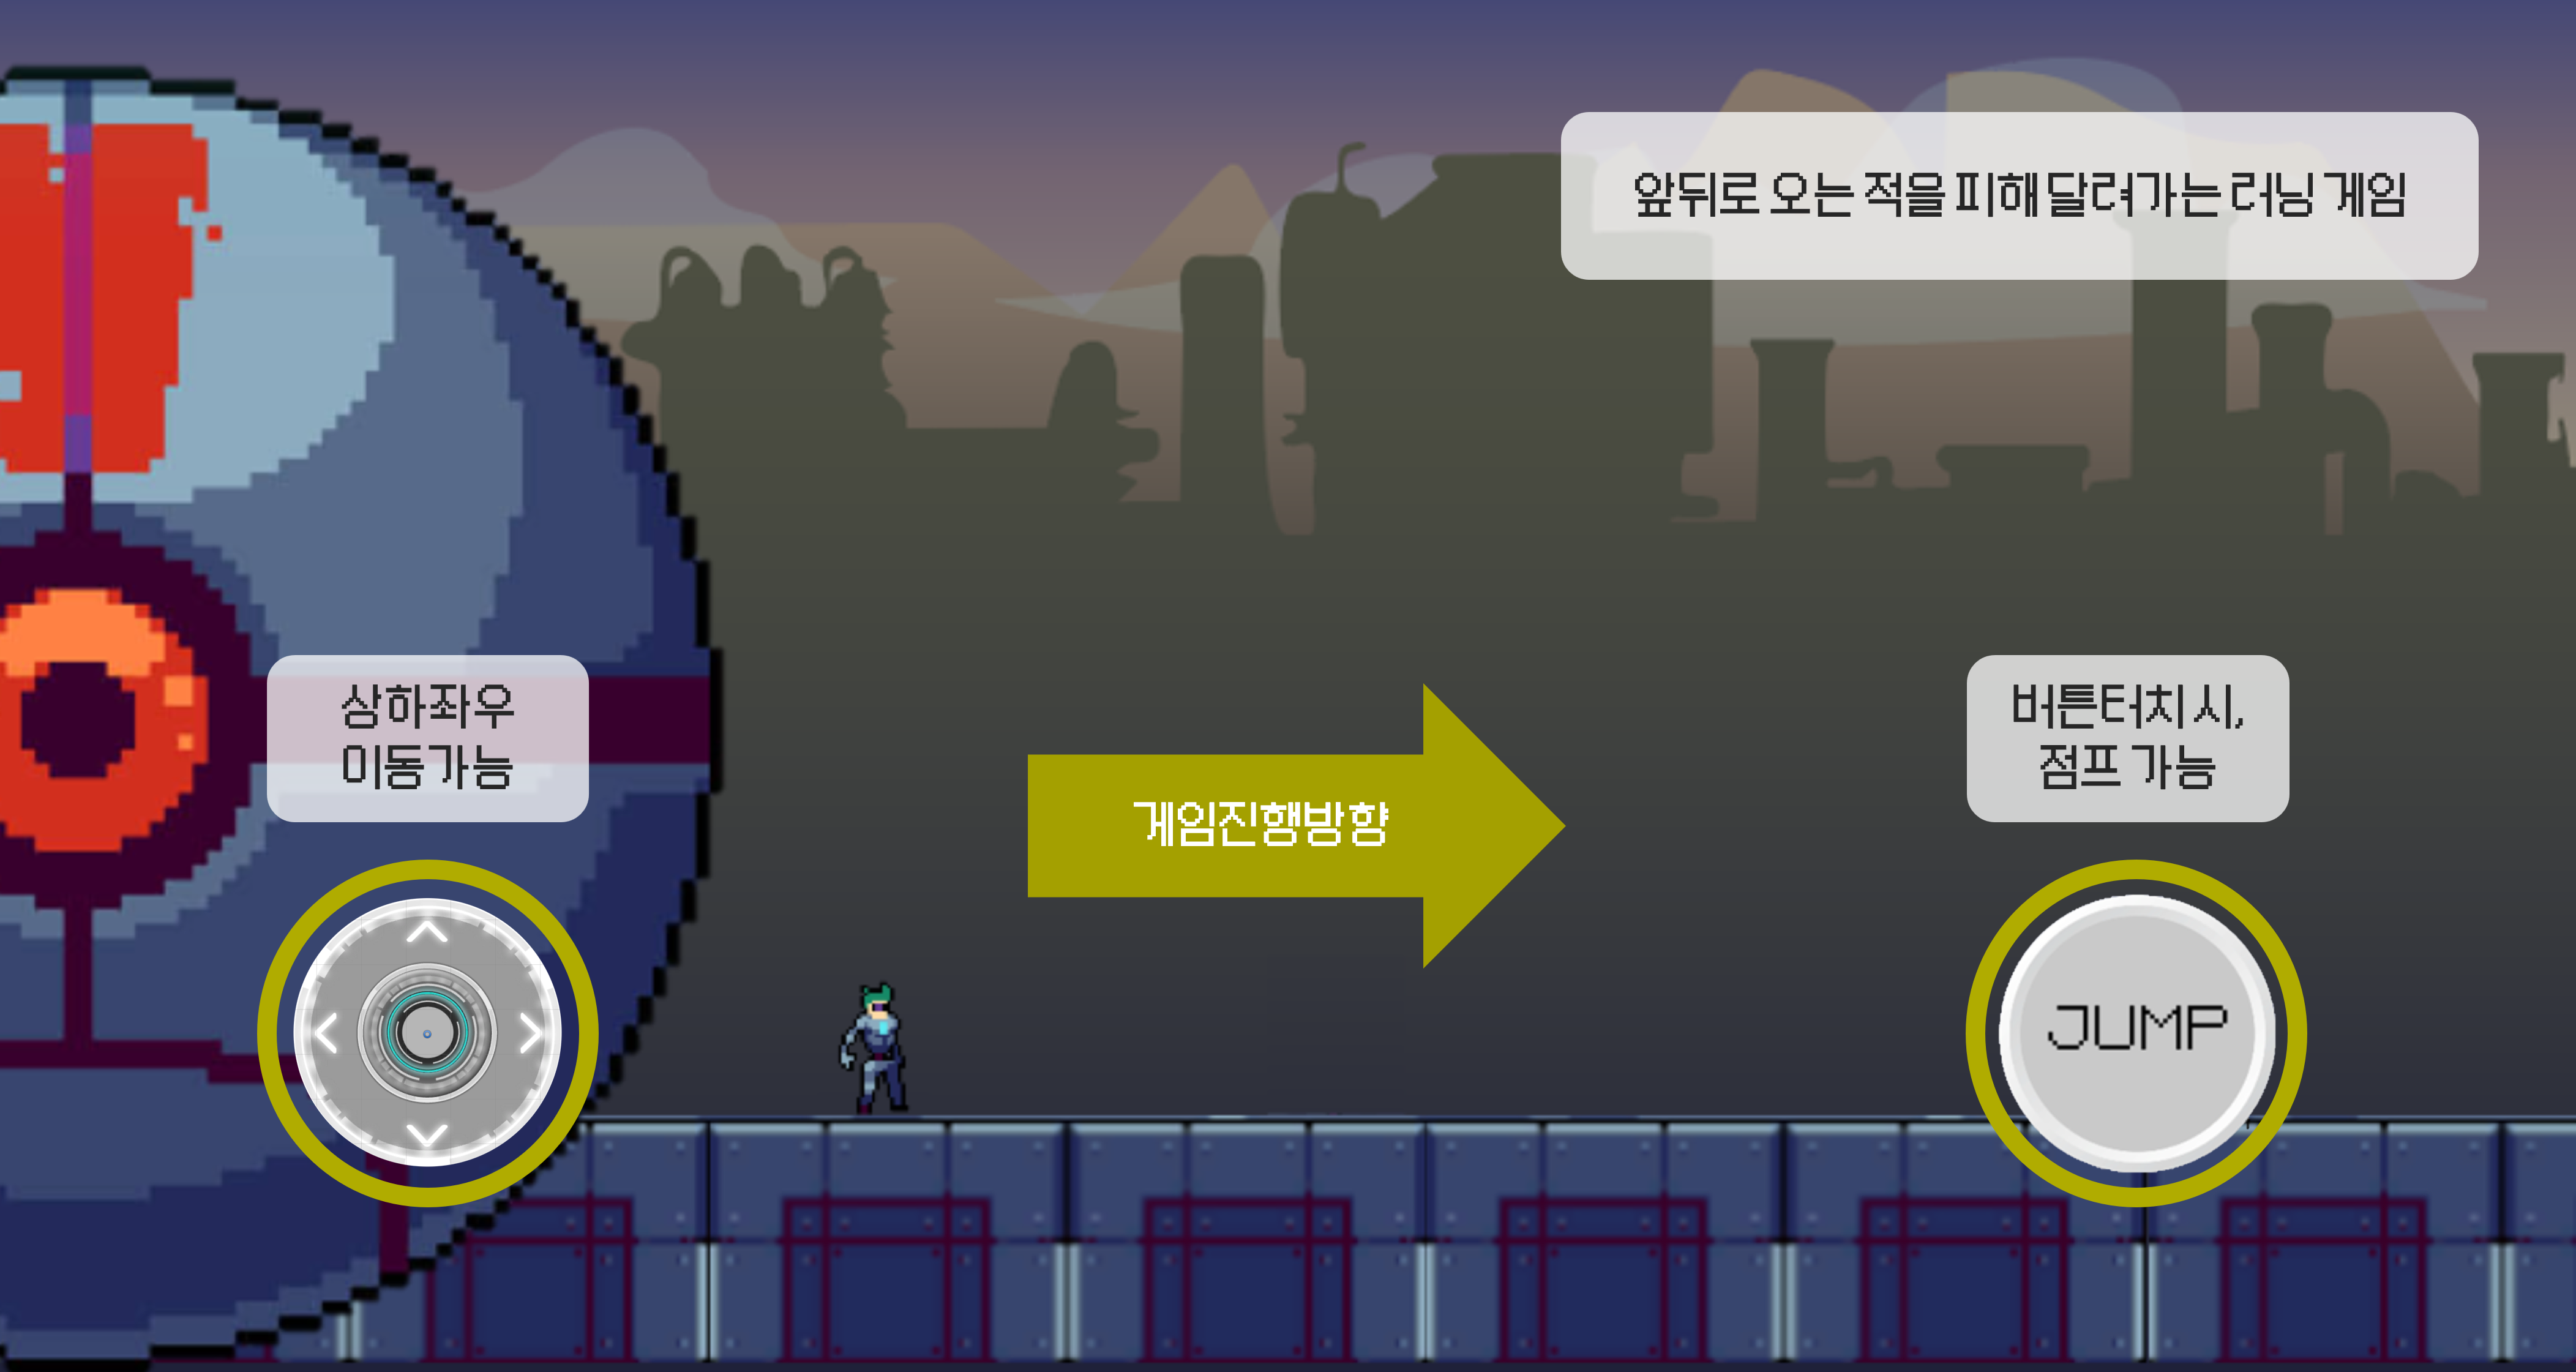 앞뒤로 오는 적을 피해 달려가는 러닝 게임
상하좌우
이동가능
버튼터치 시,
점프 가능
게임진행방향
JUMP